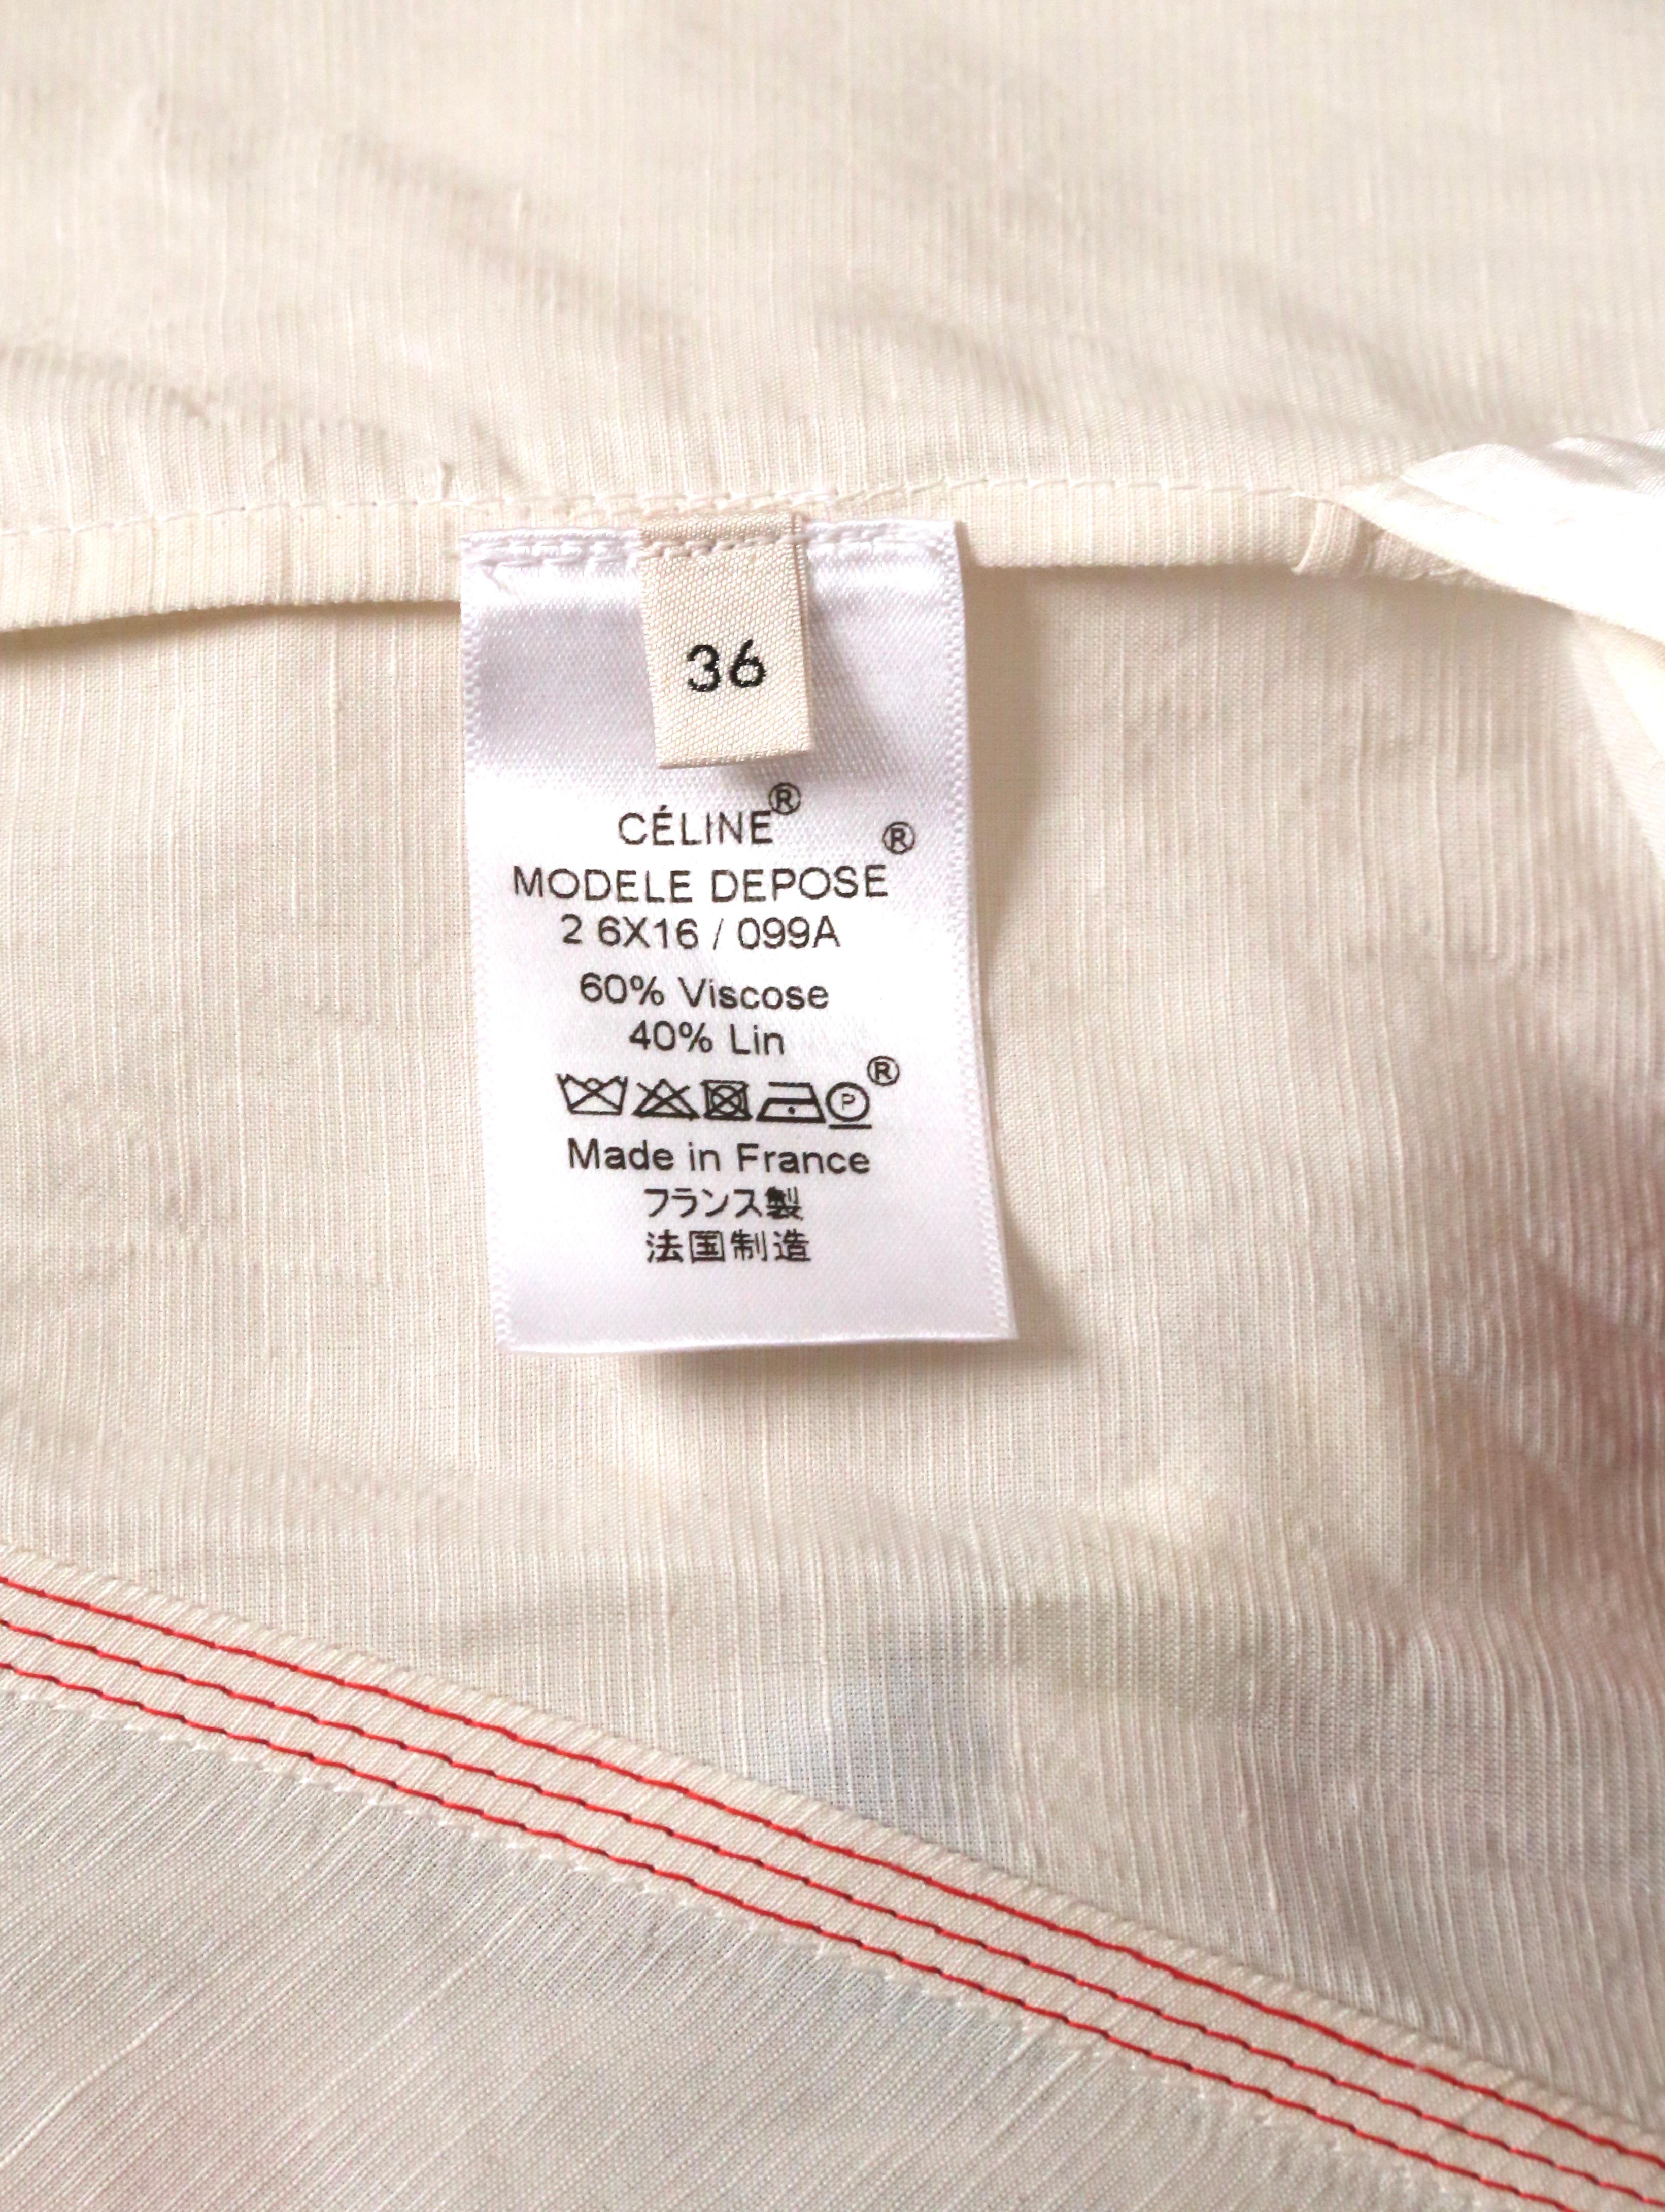 36
CÉLINE®
MODELE DEPOSE®
2 6X16 / 099A
60% Viscose
40% Lin
P ®
Made in France
フランス製
法国制造